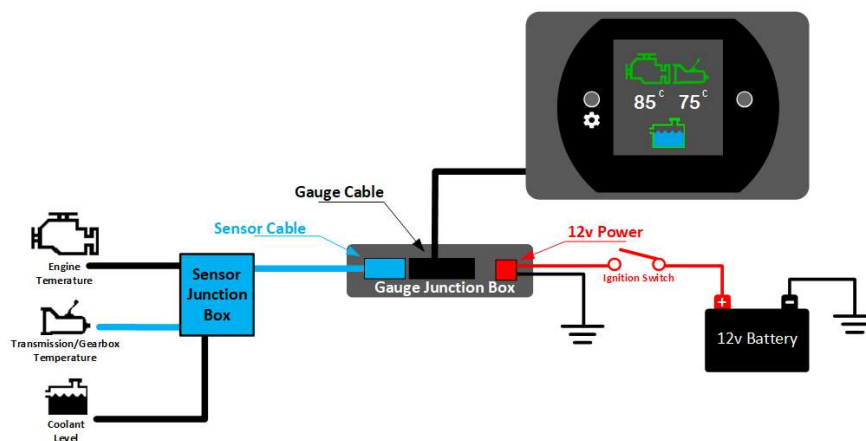 85 c 75 c
Gauge Cable
Sensor Cable
12v Power
Engine
Temerature
Sensor
Junction
Box
Gauge Junction Box
Ignition Switch
+ -
12v Battery
Transmission/Gearbox
Temperature
Coolant
Level